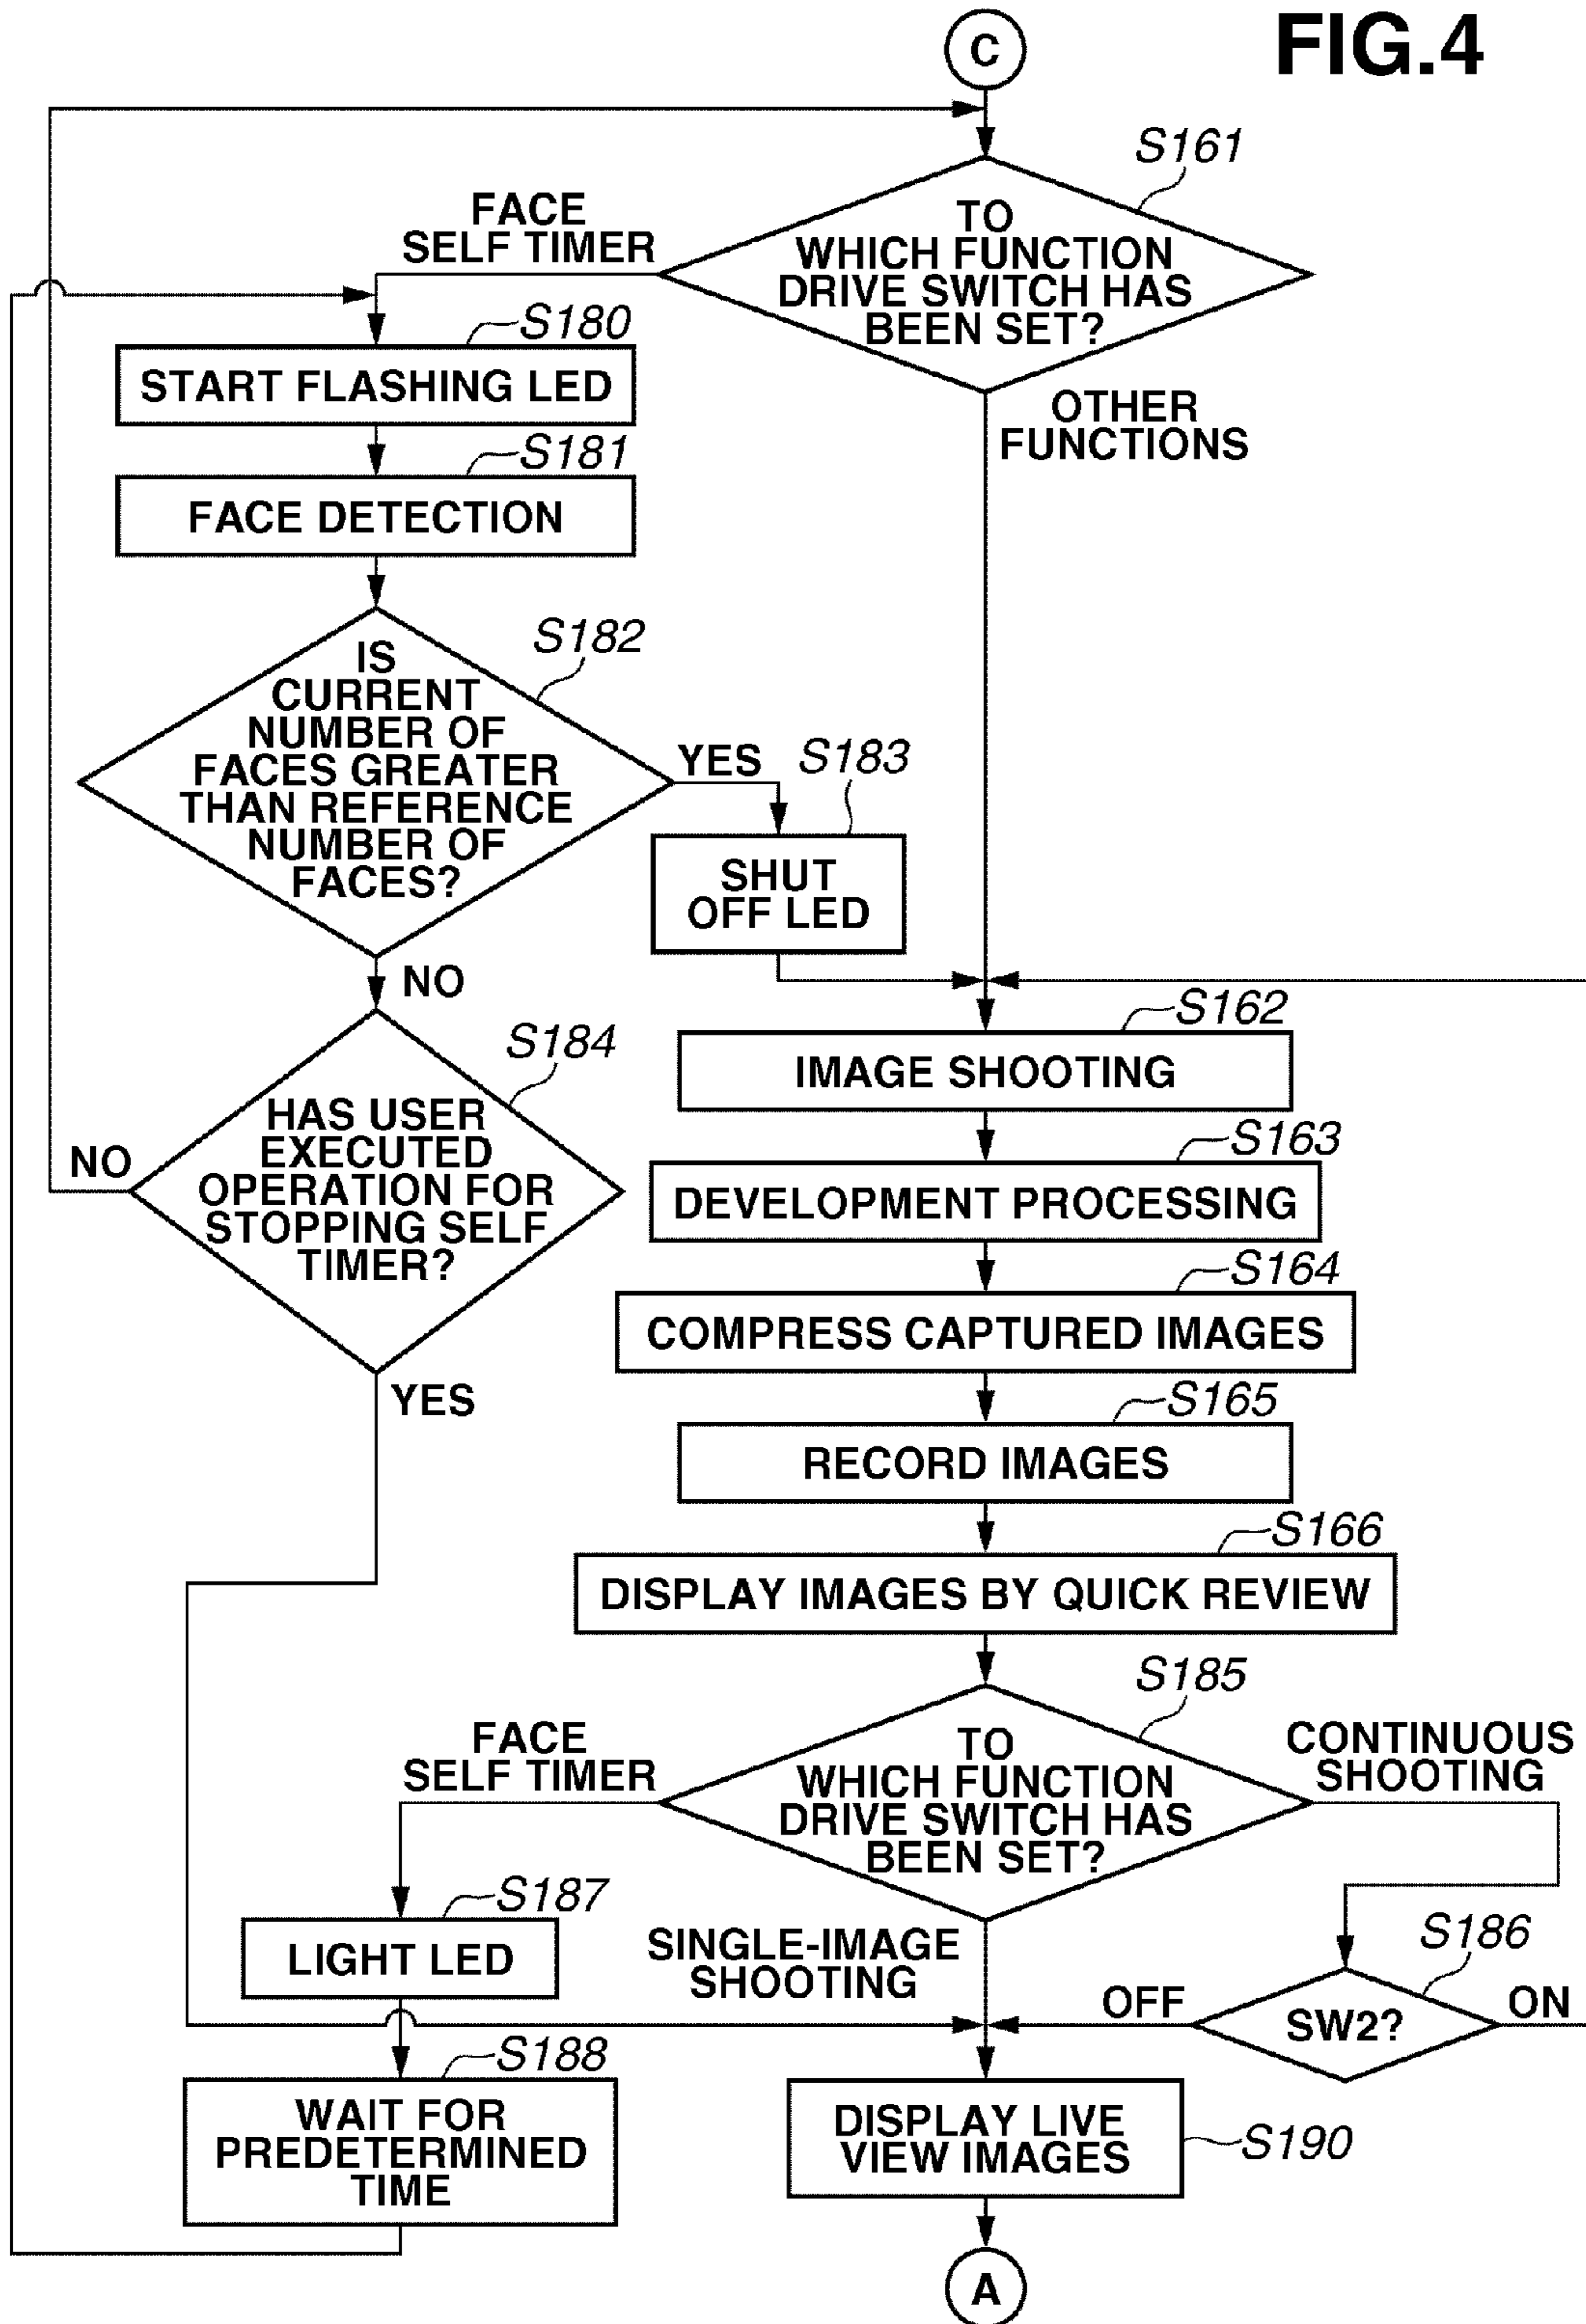 FIG.4
C
S161
TO
WHICH FUNCTION
DRIVE SWITCH HAS
BEEN SET?
FACE
SELF TIMER
OTHER
FUNCTIONS
S180
START FLASHING LED
S181
FACE DETECTION
S182
IS
CURRENT
NUMBER OF
FACES GREATER
THAN REFERENCE
NUMBER OF
FACES?
YES
S183
SHUT
OFF LED
NO
S184
HAS USER
EXECUTED
OPERATION FOR
STOPPING SELF
TIMER?
NO
YES
S162
IMAGE SHOOTING
S163
DEVELOPMENT PROCESSING
S164
COMPRESS CAPTURED IMAGES
S165
RECORD IMAGES
S166
DISPLAY IMAGES BY QUICK REVIEW
S185
TO
WHICH FUNCTION
DRIVE SWITCH HAS
BEEN SET?
FACE
SELF TIMER
CONTINUOUS
SHOOTING
S187
LIGHT LED
SINGLE-IMAGE
SHOOTING
S186
SW2?
OFF
ON
S188
WAIT FOR
PREDETERMINED
TIME
DISPLAY LIVE
VIEW IMAGES
S190
A